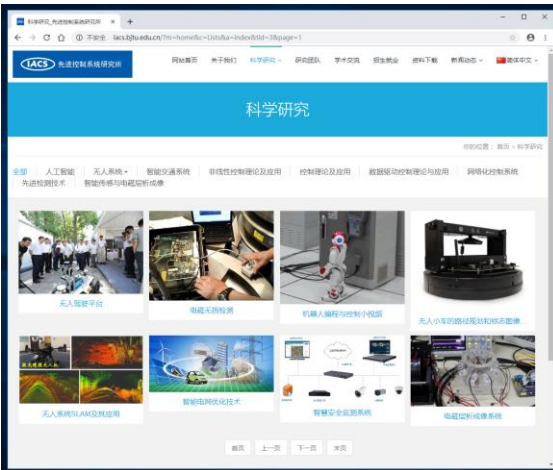 科学研究_先进控制系统研究所
不安全 iacs.bjtu.edu.cn/?m=home&c=Lists&a=index&tid=3&page=1
IACS 先进控制系统研究所
网站首页 关于我们 科学研究 研究团队 学术交流 招生就业 资料下载 新闻动态 简体中文
科学研究
你的位置: 首页 > 科学研究
全部 人工智能 无人系统 智能交通系统 非线性控制理论及应用 控制理论及应用 数据驱动控制理论与应用 网络化控制系统
先进检测技术 智能传感与电磁层析成像
无人驾驶平台
电磁无损检测
机器人编程与控制小视频
无人小车的路径规划和标志图像...
无人系统SLAM及其应用
智能电网优化技术
智慧安全监测系统
电磁层析成像系统
首页 上一页 下一页 末页